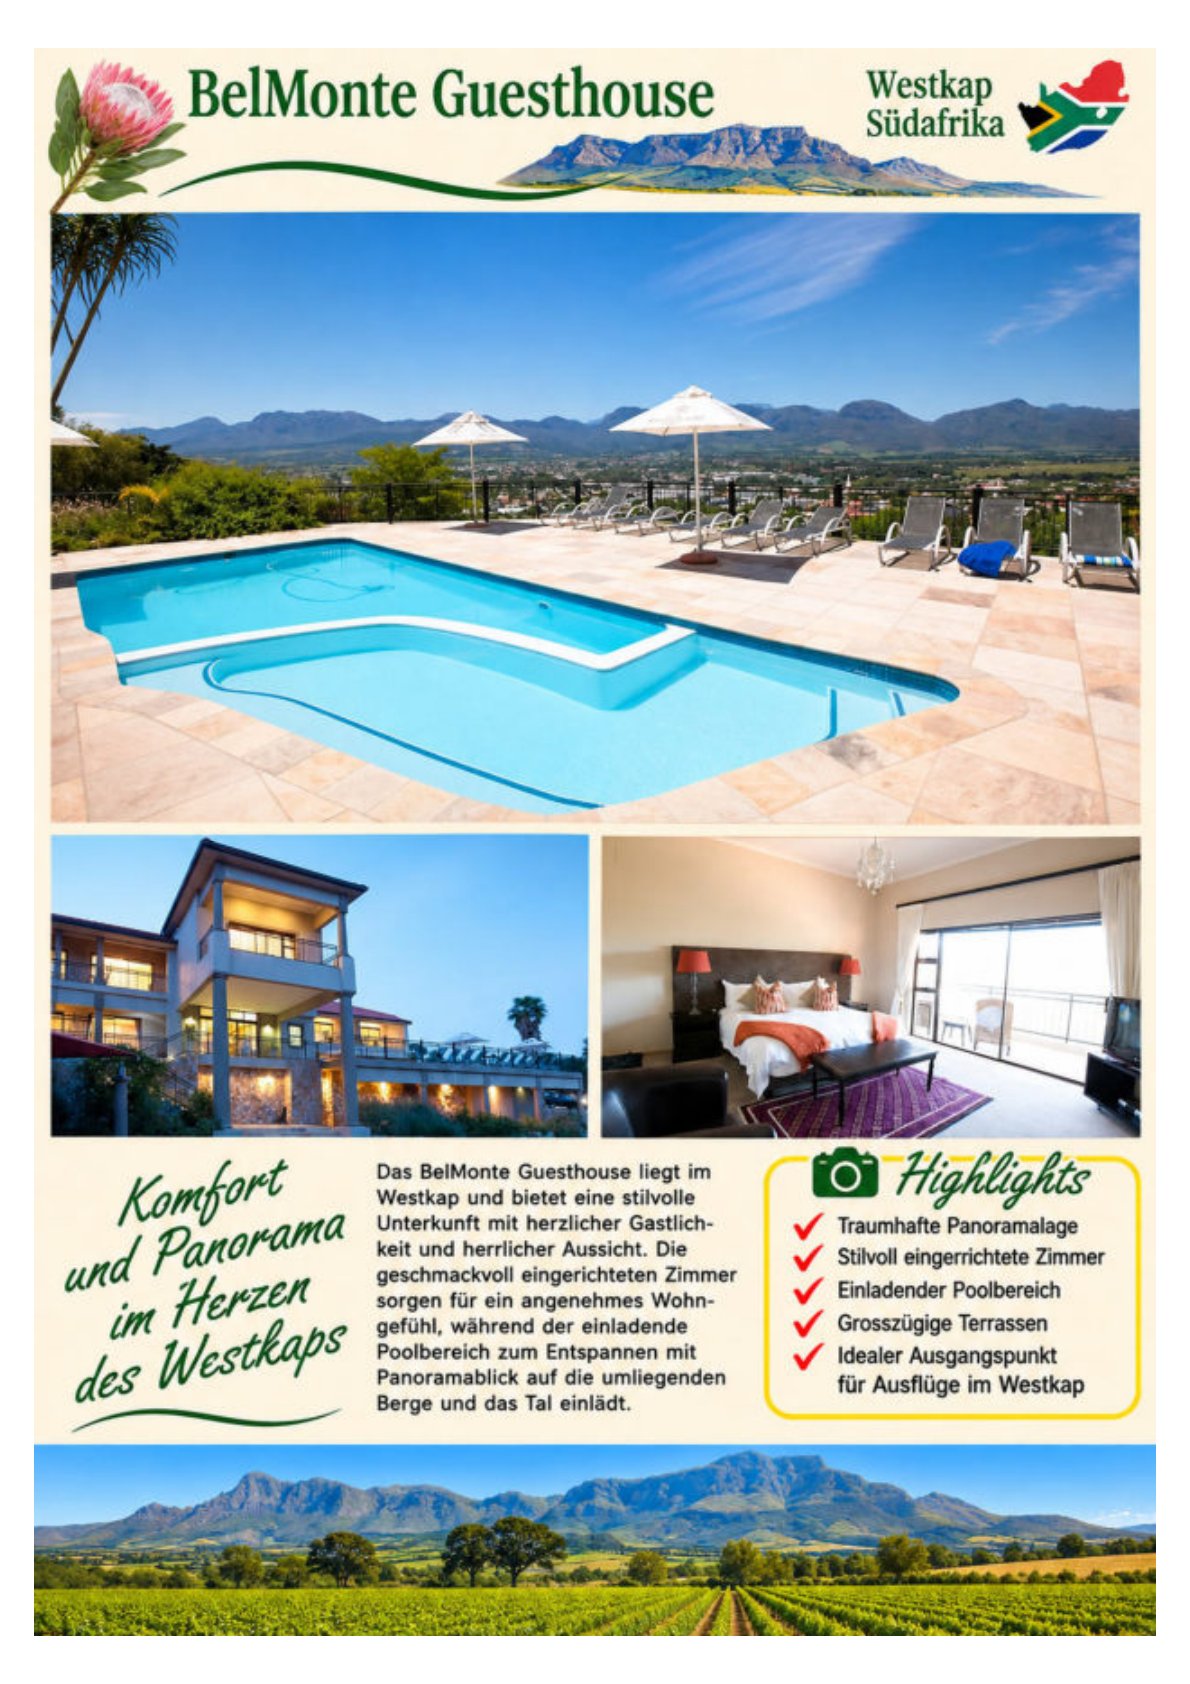 BelMonte Guesthouse
Westkap
Südafrika
Komfort
und Panorama
im Herzen
des Westkaps
Das BelMonte Guesthouse liegt im
Westkap und bietet eine stilvolle
Unterkunft mit herzlicher Gastlich-
keit und herrlicher Aussicht. Die
geschmackvoll eingerichteten Zimmer
sorgen für ein angenehmes Wohn-
gefühl, während der einladende
Poolbereich zum Entspannen mit
Panoramablick auf die umliegenden
Berge und das Tal einlädt.
Highlights
Traumhafte Panoramalage
Stilvoll eingerrichtete Zimmer
Einladender Poolbereich
Grosszügige Terrassen
Idealer Ausgangspunkt
für Ausflüge im Westkap